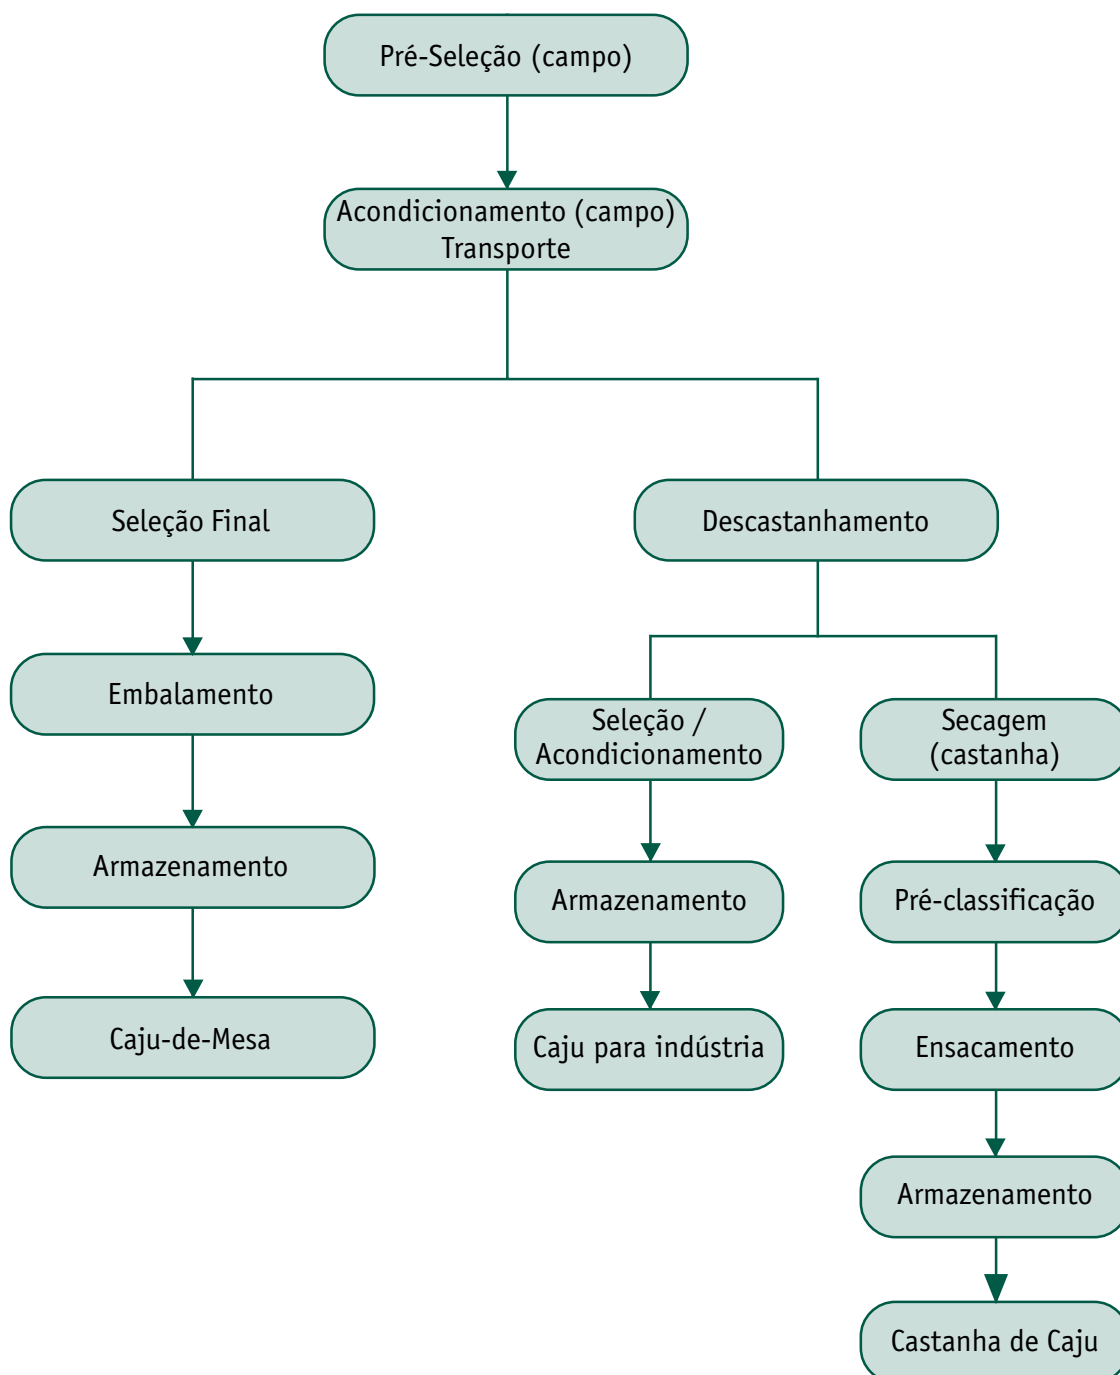 Pré-Seleção (campo)
Acondicionamento (campo)
Transporte
Seleção Final
Embalamento
Armazenamento
Caju-de-Mesa
Descastanhamento
Seleção /
Acondicionamento
Armazenamento
Caju para indústria
Secagem
(castanha)
Pré-classificação
Ensacamento
Armazenamento
Castanha de Caju